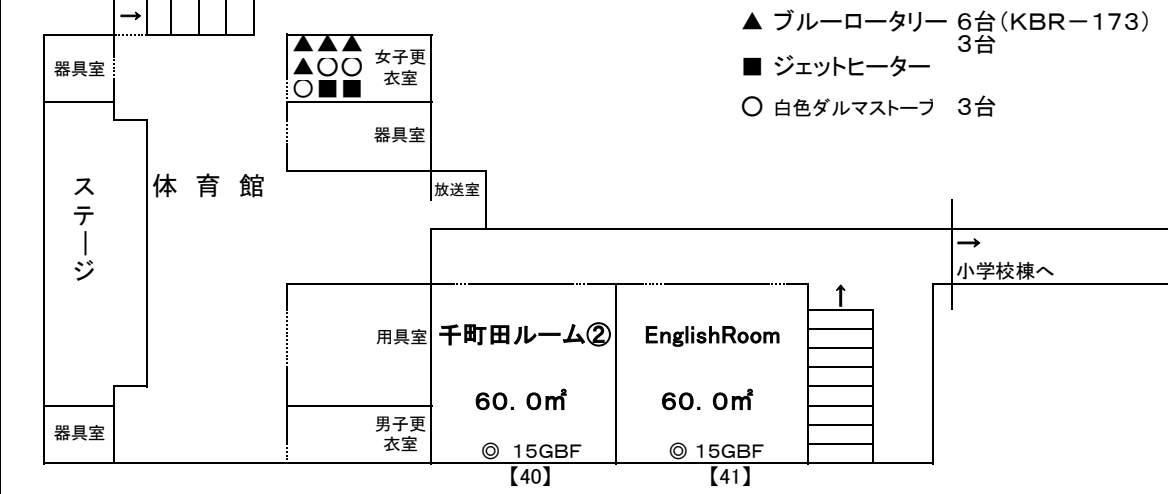 ▲ ブルーロータリー 6台(KBR-173)
3台
■ ジェットヒーター
○ 白色ダルマストーブ 3台
→
器具室
▲▲▲
▲○○
○■■
女子更
衣室
器具室
放送室
ステージ
体育館
→
小学校棟へ
↑
用具室
千町田ルーム②
EnglishRoom
60.0㎡
60.0㎡
男子更
衣室
器具室
◎ 15GBF
◎ 15GBF
【40】
【41】